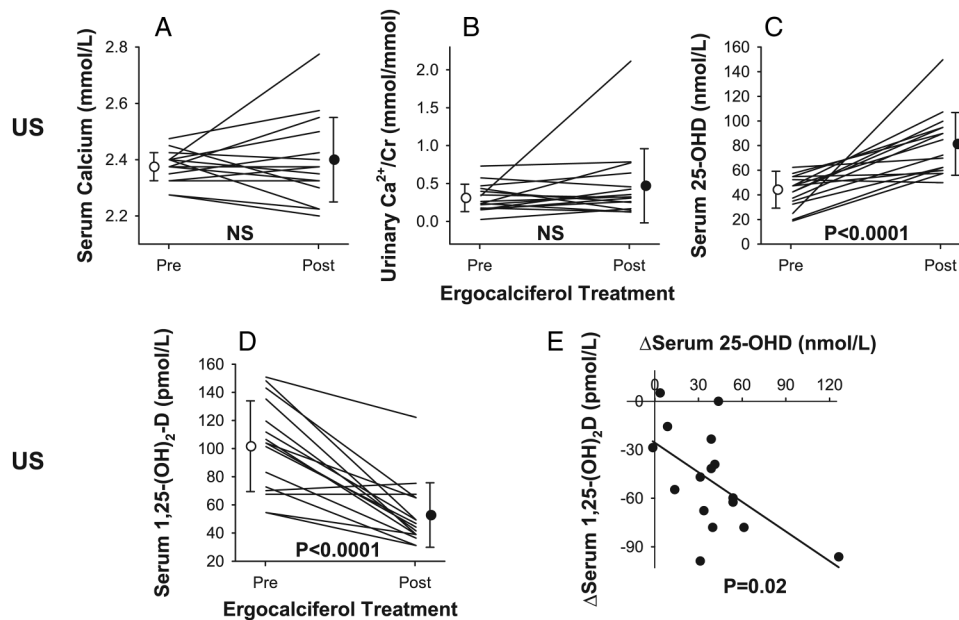 US
A
Serum Calcium (mmol/L)
2.8
2.6
2.4
2.2
NS
Pre
Post
B
Urinary Ca²⁺/Cr (mmol/mmol)
2.0
1.5
1.0
0.5
0.0
NS
Pre
Post
C
Serum 25-OHD (nmol/L)
160
140
120
100
80
60
40
20
0
P<0.0001
Pre
Post
Ergocalciferol Treatment
US
D
Serum 1,25-(OH)₂-D (pmol/L)
160
140
120
100
80
60
40
20
P<0.0001
Pre
Post
Ergocalciferol Treatment
E
ΔSerum 25-OHD (nmol/L)
0
30
60
90
120
ΔSerum 1,25-(OH)₂D (pmol/L)
0
-30
-60
-90
P=0.02